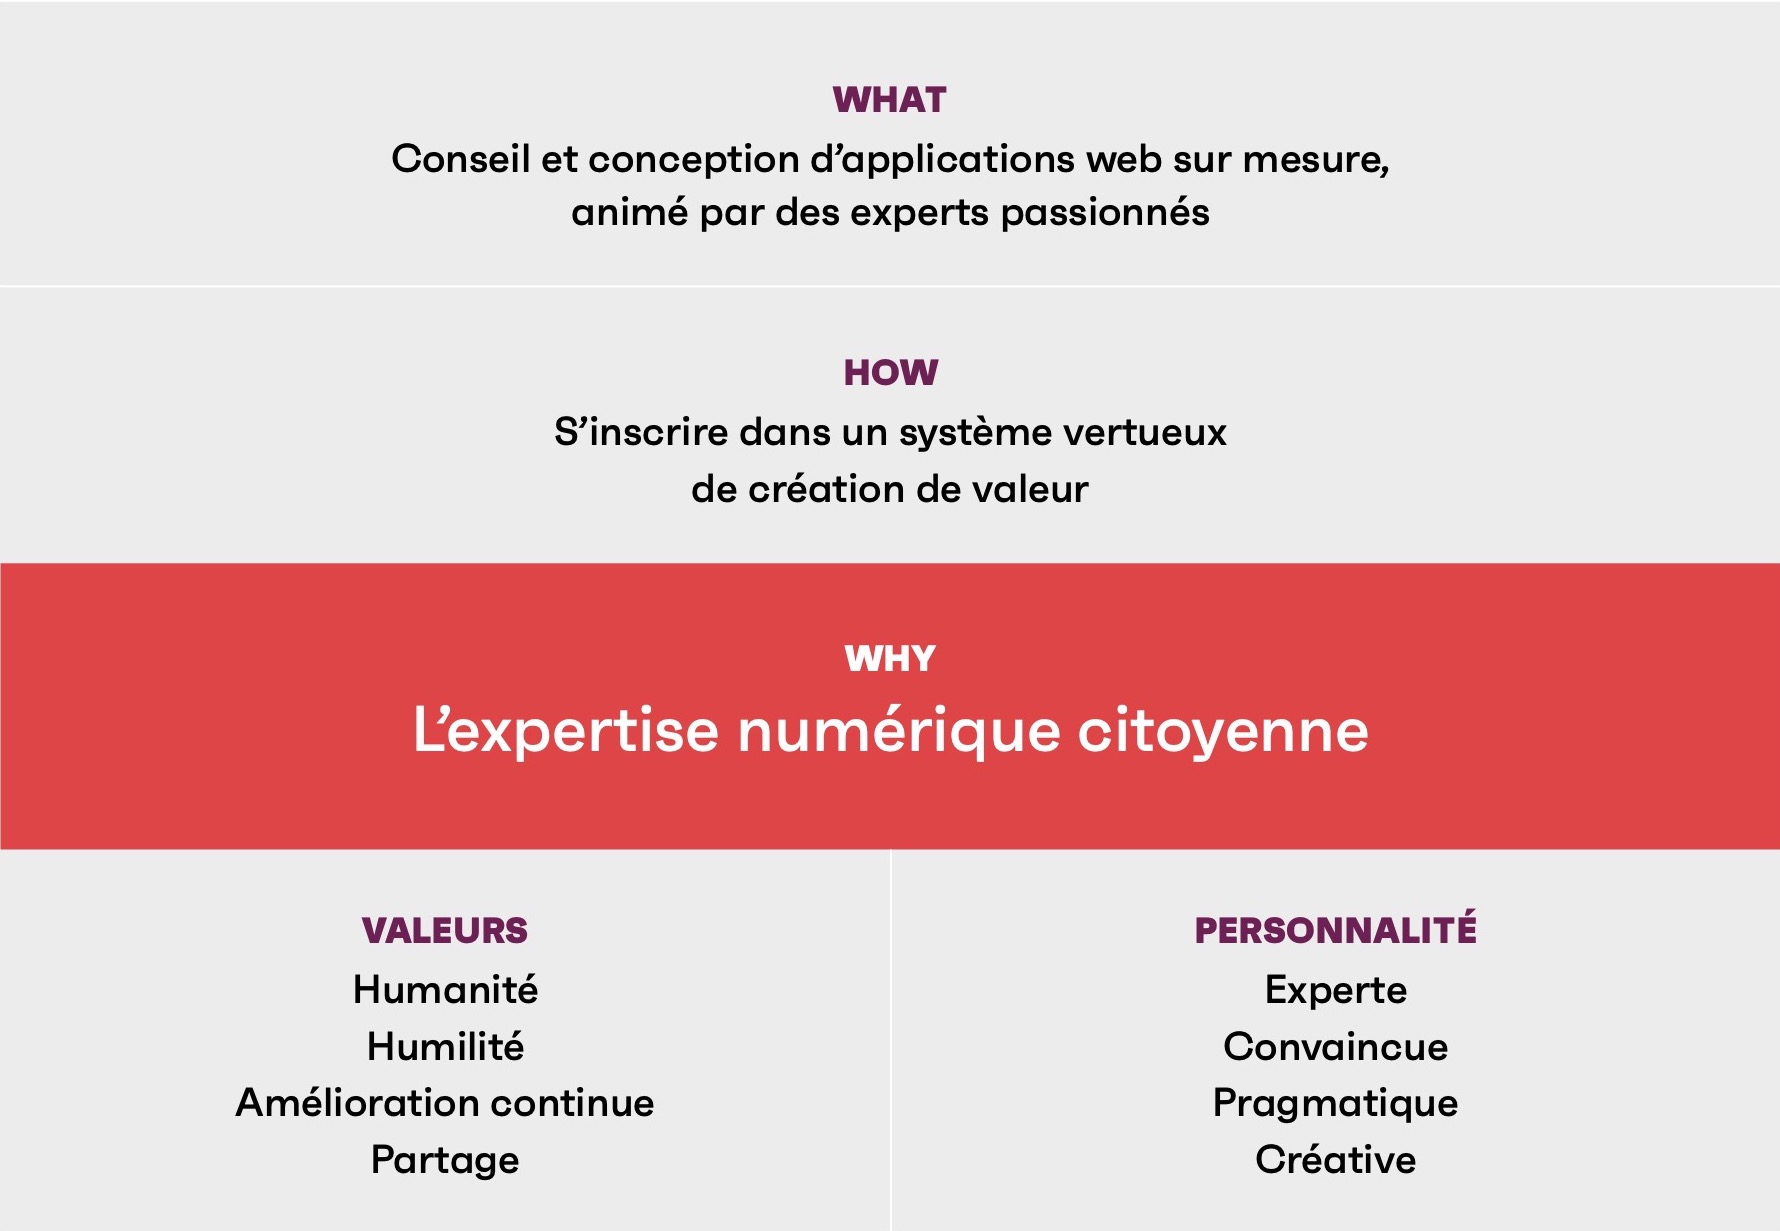 WHAT
Conseil et conception d’applications web sur mesure,
animé par des experts passionnés
HOW
S’inscrire dans un système vertueux
de création de valeur
WHY
L’expertise numérique citoyenne
VALEURS
Humanité
Humilité
Amélioration continue
Partage
PERSONNALITÉ
Experte
Convaincue
Pragmatique
Créative